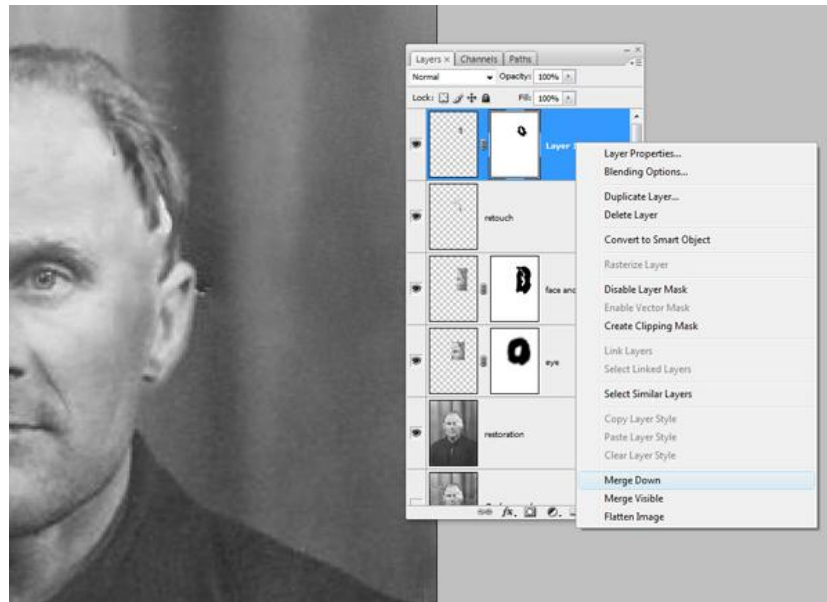 Layers × Channels Paths
Normal Opacity: 100%
Lock: Fill: 100%
Layer
retouch
face and
eye
restoration
Layer Properties...
Blending Options...
Duplicate Layer...
Delete Layer
Convert to Smart Object
Rasterize Layer
Disable Layer Mask
Enable Vector Mask
Create Clipping Mask
Link Layers
Select Linked Layers
Select Similar Layers
Copy Layer Style
Paste Layer Style
Clear Layer Style
Merge Down
Merge Visible
Flatten Image